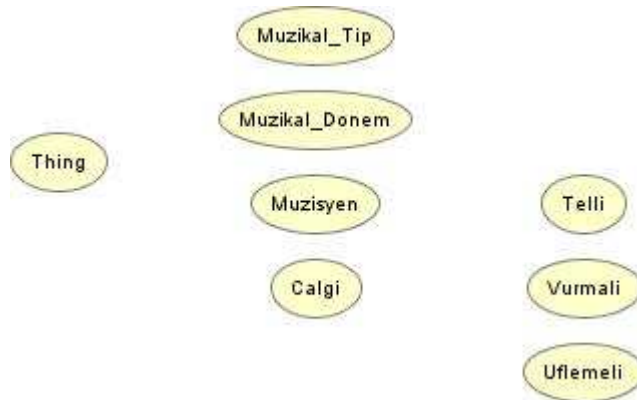 Muzikal_Tip
Muzikal_Donem
Thing
Muzisyen
Telli
Calgi
Vurmali
Uflemeli